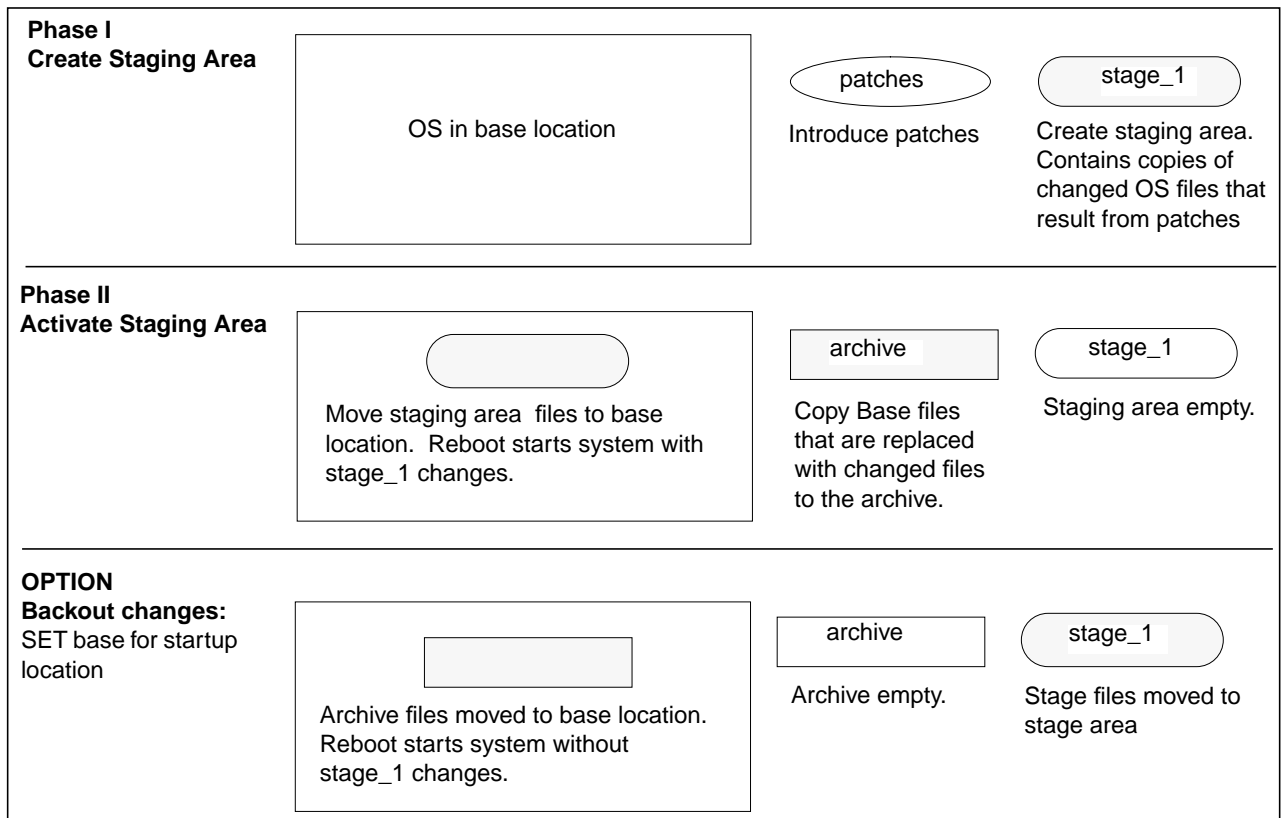 Phase I
Create Staging Area
OS in base location
patches
Introduce patches
stage_1
Create staging area.
Contains copies of
changed OS files that
result from patches
Phase II
Activate Staging Area
Move staging area files to base
location. Reboot starts system with
stage_1 changes.
archive
Copy Base files
that are replaced
with changed files
to the archive.
stage_1
Staging area empty.
OPTION
Backout changes:
SET base for startup
location
Archive files moved to base location.
Reboot starts system without
stage_1 changes.
archive
Archive empty.
stage_1
Stage files moved to
stage area